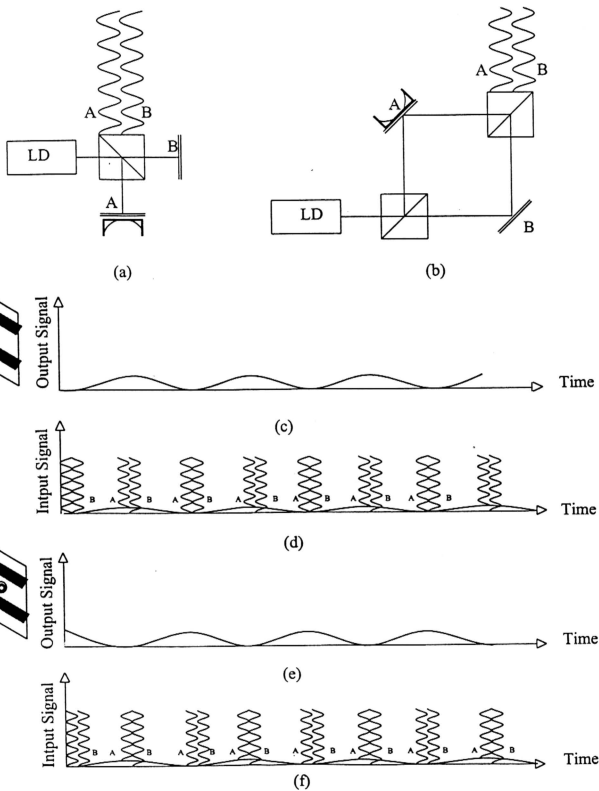 A B
LD
B
A
(a)
A B
A
LD
B
(b)
Output Signal
Time
(c)
Intput Signal
B A B A B A B A B A B A B
Time
(d)
Output Signal
Time
(e)
Intput Signal
B A B A B A B A B A B A B A B
Time
(f)